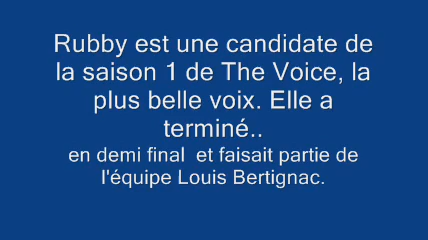 Rubby est une candidate de
la saison 1 de The Voice, la
plus belle voix. Elle a
terminé..
en demi final  et faisait partie de
l'équipe Louis Bertignac.